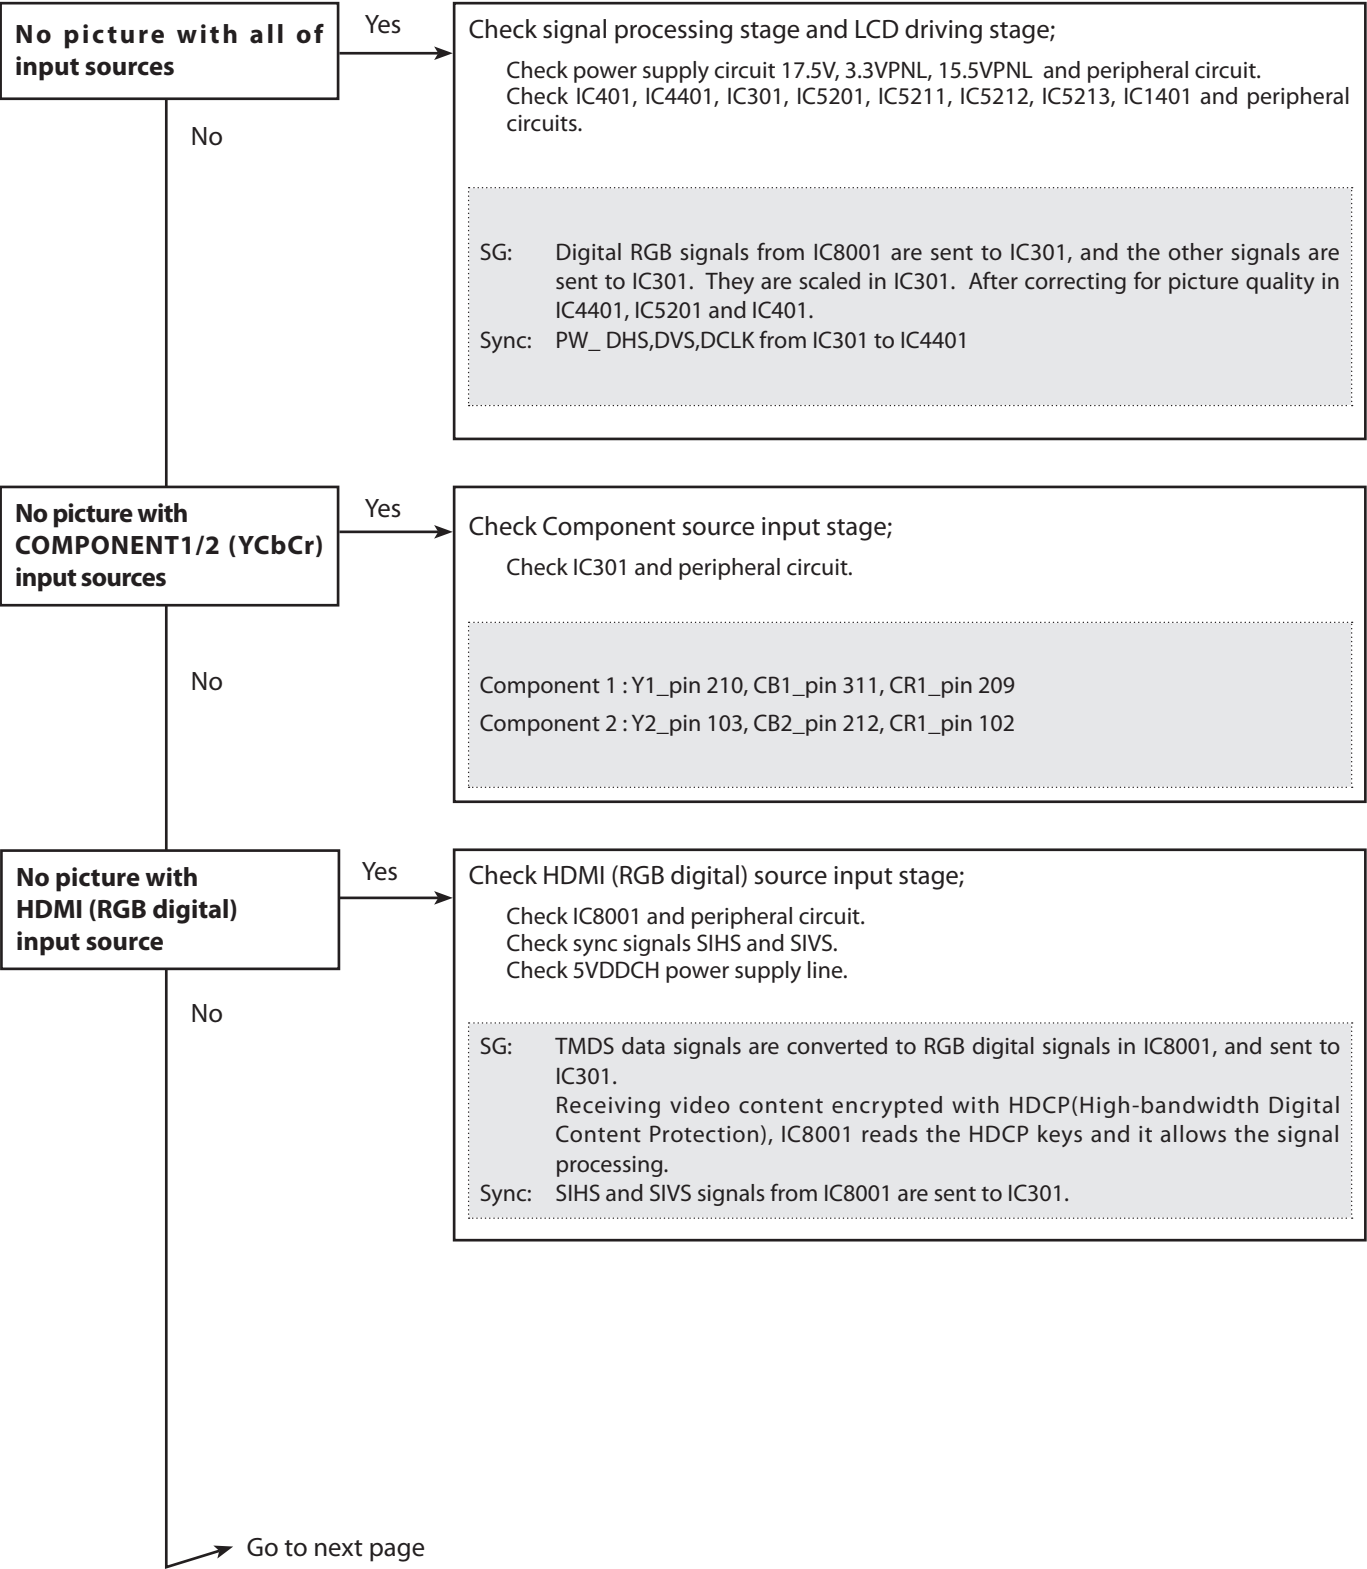 No picture with all of
input sources
Yes
Check signal processing stage and LCD driving stage;
Check power supply circuit 17.5V, 3.3VPNL, 15.5VPNL and peripheral circuit.
Check IC401, IC4401, IC301, IC5201, IC5211, IC5212, IC5213, IC1401 and peripheral
circuits.
No
SG: Digital RGB signals from IC8001 are sent to IC301, and the other signals are
sent to IC301. They are scaled in IC301. After correcting for picture quality in
IC4401, IC5201 and IC401.
Sync: PW_ DHS,DVS,DCLK from IC301 to IC4401
No picture with
COMPONENT1/2 (YCbCr)
input sources
Yes
Check Component source input stage;
Check IC301 and peripheral circuit.
No
Component 1 : Y1_pin 210, CB1_pin 311, CR1_pin 209
Component 2 : Y2_pin 103, CB2_pin 212, CR1_pin 102
No picture with
HDMI (RGB digital)
input source
Yes
Check HDMI (RGB digital) source input stage;
Check IC8001 and peripheral circuit.
Check sync signals SIHS and SIVS.
Check 5VDDCH power supply line.
No
SG: TMDS data signals are converted to RGB digital signals in IC8001, and sent to
IC301.
Receiving video content encrypted with HDCP(High-bandwidth Digital
Content Protection), IC8001 reads the HDCP keys and it allows the signal
processing.
Sync: SIHS and SIVS signals from IC8001 are sent to IC301.
Go to next page